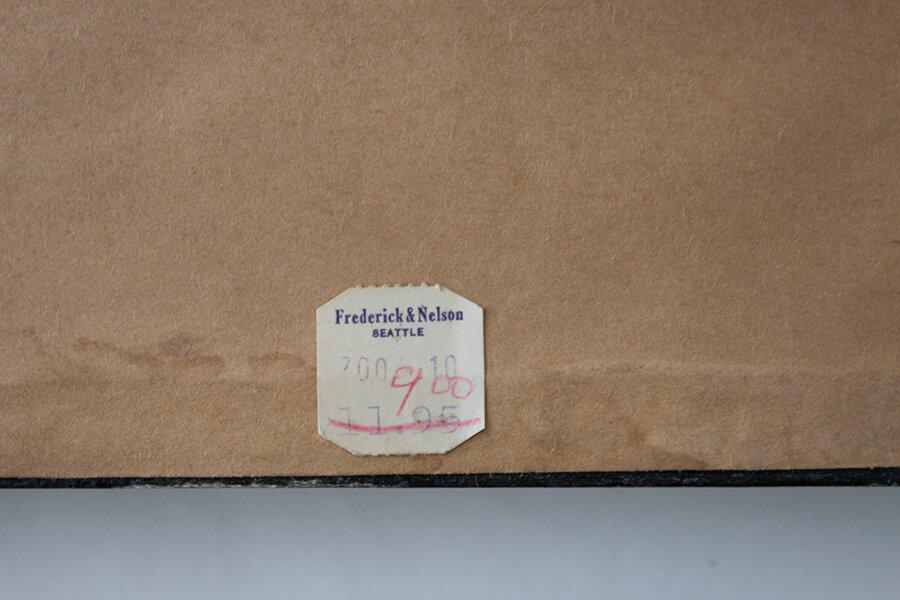 Frederick & Nelson
SEATTLE
700 10
9 00
11.95